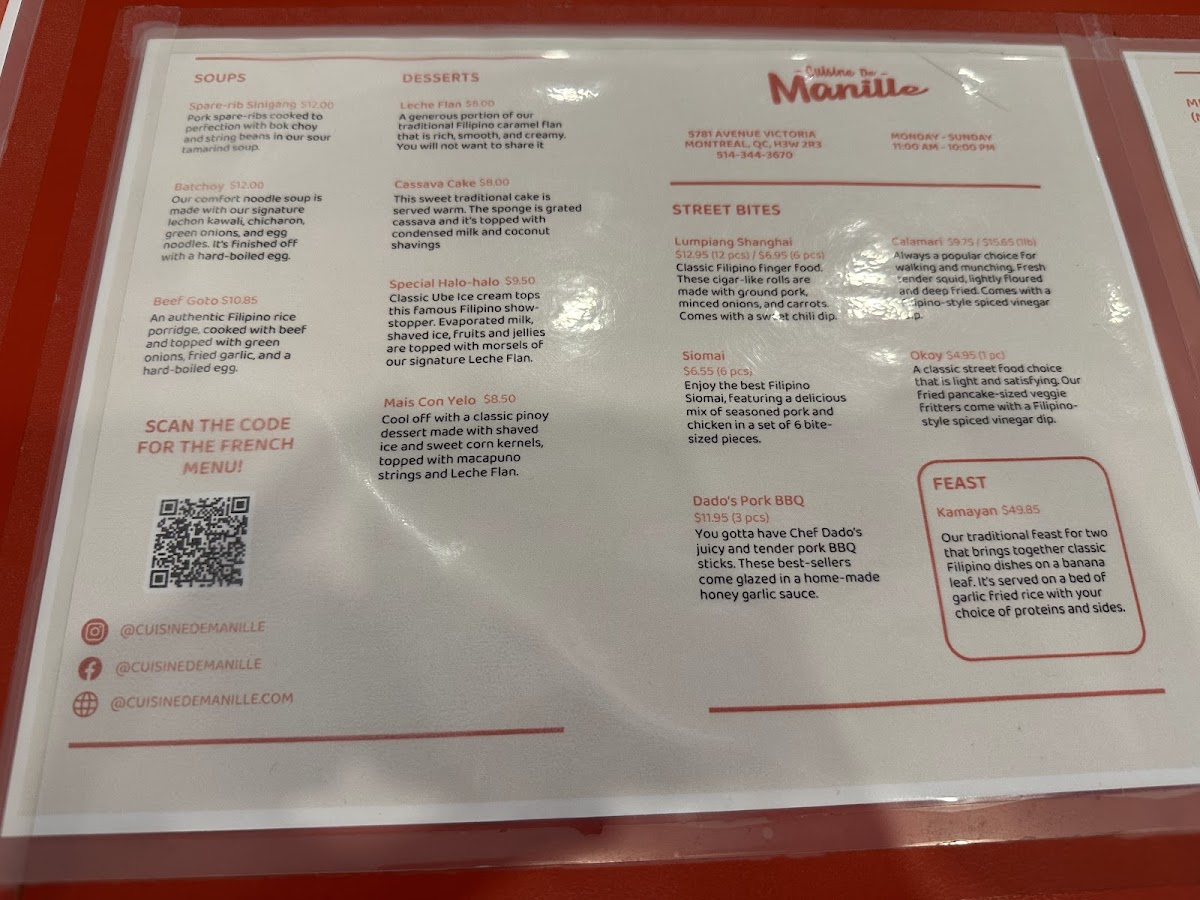 SOUPS
Spare-rib Sinigang $12.00
Pork spare-ribs cooked to
perfection with bok choy
and string beans in our sour
tamarind soup.
Batchoy $12.00
Our comfort noodle soup is
made with our signature
lechon kawali, chicharon,
green onions, and egg
noodles. It's finished off
with a hard-boiled egg.
Beef Goto $10.85
An authentic Filipino rice
porridge, cooked with beef
and topped with green
onions, fried garlic, and a
hard-boiled egg.
SCAN THE CODE
FOR THE FRENCH
MENU!
@CUISINEDEMANILLE
@CUISINEDEMANILLE
@CUISINEDEMANILLE.COM
DESSERTS
Leche Flan $6.00
A generous portion of our
traditional Filipino caramel flan
that is rich, smooth, and creamy.
You will not want to share it
Cassava Cake $8.00
This sweet traditional cake is
served warm. The sponge is grated
cassava and it's topped with
condensed milk and coconut
shavings
Special Halo-halo $9.50
Classic Ube Ice cream tops
this famous Filipino show-
stopper. Evaporated milk,
shaved ice, fruits and jellies
are topped with morsels of
our signature Leche Flan.
Mais Con Yelo $8.50
Cool off with a classic pinoy
dessert made with shaved
ice and sweet corn kernels,
topped with macapuno
strings and Leche Flan.
- Cuisine De -
Manille
5781 AVENUE VICTORIA
MONTREAL, QC, H3W 2R3
514-344-3670
MONDAY - SUNDAY
11:00 AM - 10:00 PM
STREET BITES
Lumpiang Shanghai
$12.95 (12 pcs) / $6.95 (6 pcs)
Classic Filipino finger food.
These cigar-like rolls are
made with ground pork,
minced onions, and carrots.
Comes with a sweet chili dip.
Siomai
$6.55 (6 pcs)
Enjoy the best Filipino
Siomai, featuring a delicious
mix of seasoned pork and
chicken in a set of 6 bite-
sized pieces.
Dado's Pork BBQ
$11.95 (3 pcs)
You gotta have Chef Dado's
juicy and tender pork BBQ
sticks. These best-sellers
come glazed in a home-made
honey garlic sauce.
Calamari $9.75 / $15.65 (1lb)
Always a popular choice for
walking and munching. Fresh
tender squid, lightly floured
and deep fried. Comes with a
Filipino-style spiced vinegar
dip.
Okoy $4.95 (1 pc)
A classic street food choice
that is light and satisfying. Our
fried pancake-sized veggie
fritters come with a Filipino-
style spiced vinegar dip.
FEAST
Kamayan $49.85
Our traditional feast for two
that brings together classic
Filipino dishes on a banana
leaf. It's served on a bed of
garlic fried rice with your
choice of proteins and sides.